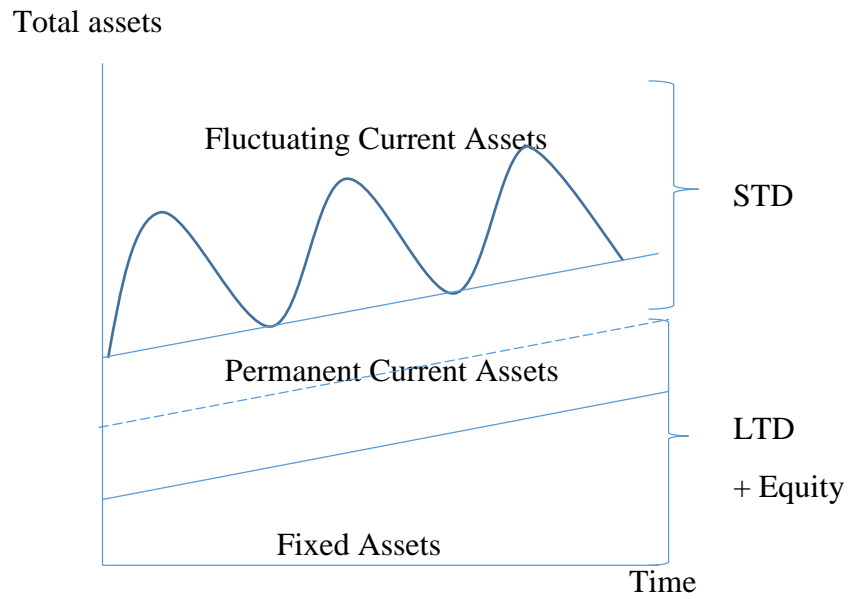 Total assets
Fluctuating Current Assets
STD
Permanent Current Assets
LTD
+ Equity
Fixed Assets
Time